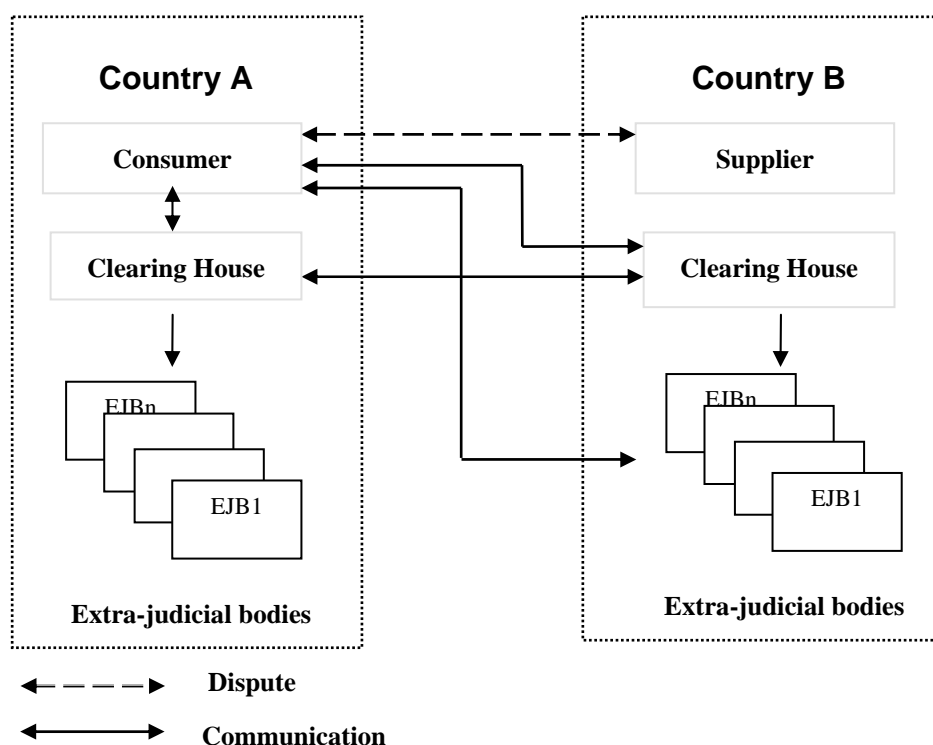 Country A
Country B
Consumer
Supplier
Clearing House
Clearing House
EJBn
EJB1
EJBn
EJB1
Extra-judicial bodies
Extra-judicial bodies
Dispute
Communication